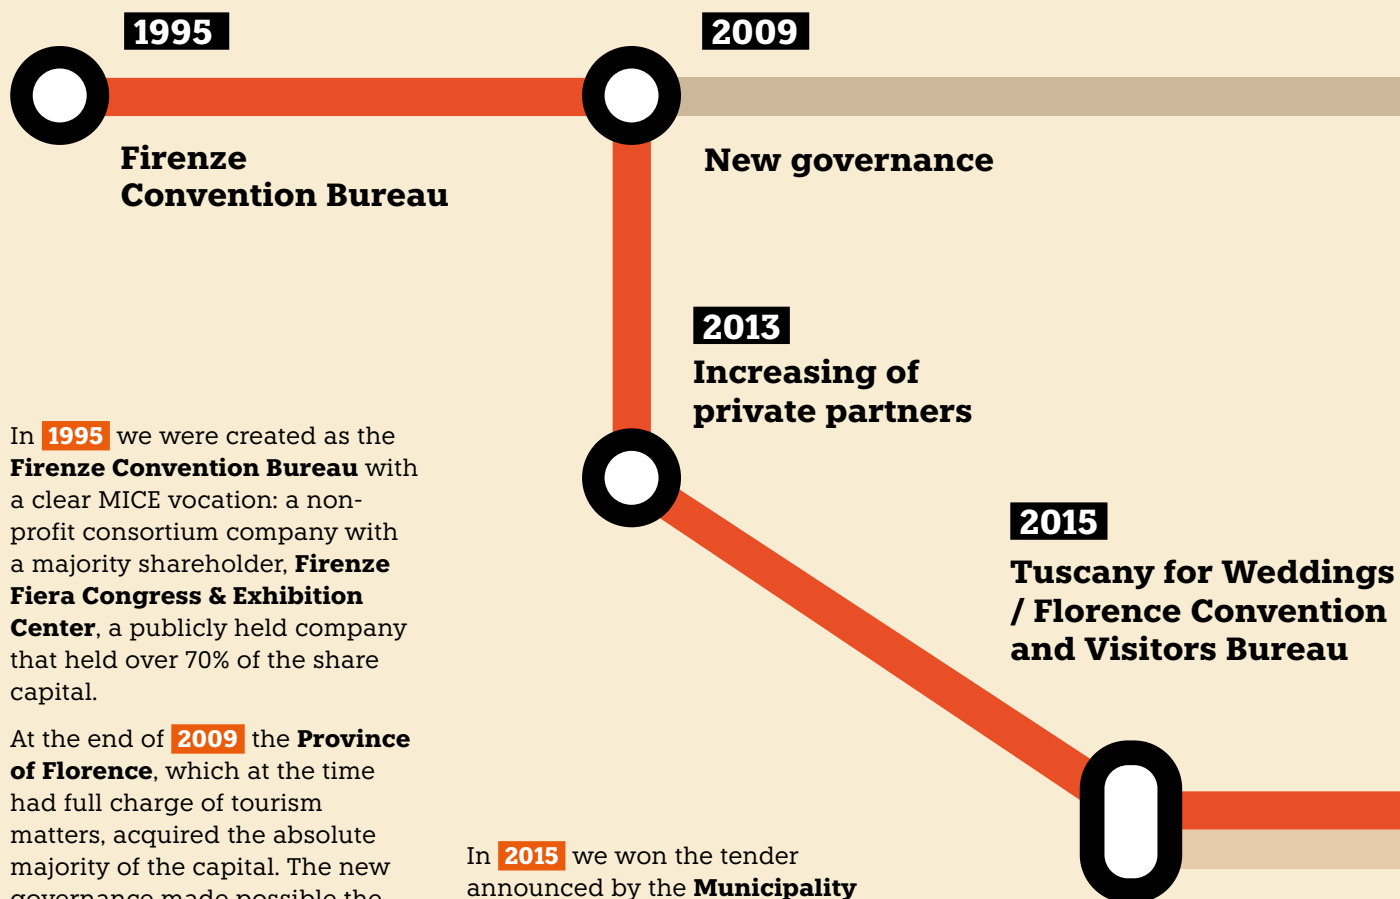 1995
Firenze
Convention Bureau
2009
New governance
2013
Increasing of
private partners
2015
Tuscany for Weddings
/ Florence Convention
and Visitors Bureau
In 1995 we were created as the
Firenze Convention Bureau with
a clear MICE vocation: a non-
profit consortium company with
a majority shareholder, Firenze
Fiera Congress & Exhibition
Center, a publicly held company
that held over 70% of the share
capital.
At the end of 2009 the Province
of Florence, which at the time
had full charge of tourism
matters, acquired the absolute
majority of the capital. The new
governance made possible the
In 2015 we won the tender
announced by the Municipality